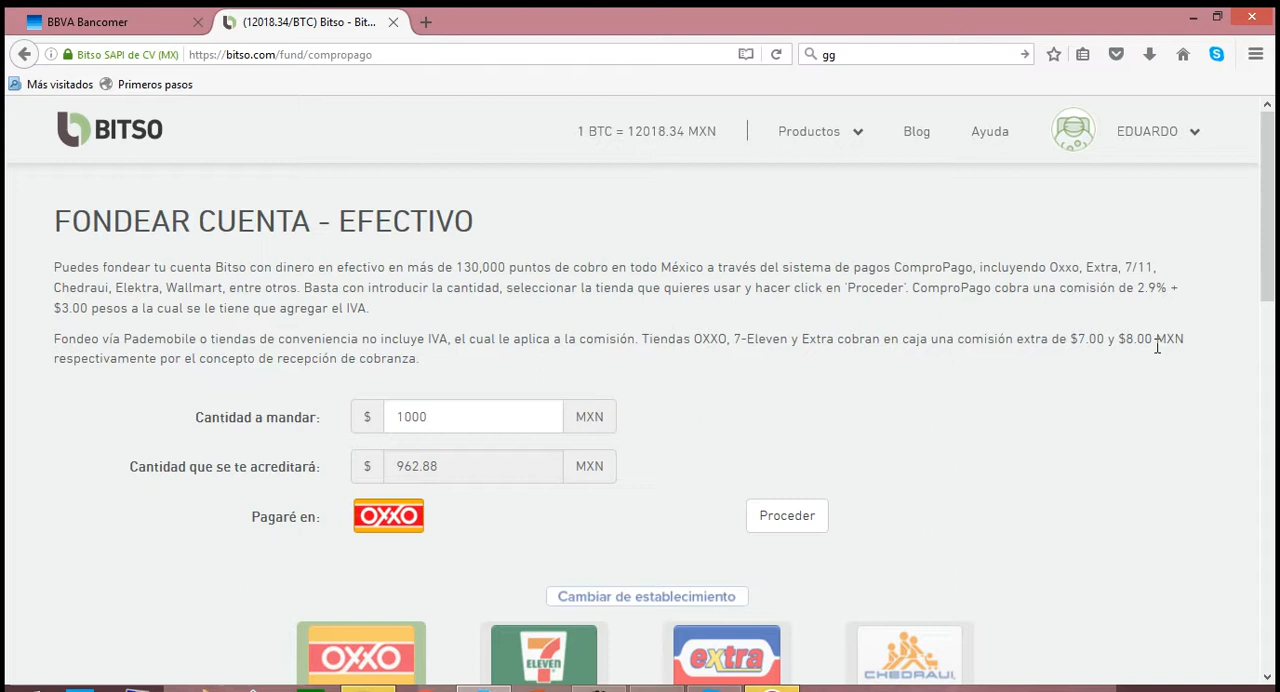 BBVA Bancomer
(12018.34/BTC) Bitso - Bit...
Bitso SAPI de CV (MX)
https://bitso.com/fund/compropago
gg
Más visitados
Primeros pasos
BITSO
1 BTC = 12018.34 MXN
Productos
Blog
Ayuda
EDUARDO
FONDEAR CUENTA - EFECTIVO
Puedes fondear tu cuenta Bitso con dinero en efectivo en más de 130,000 puntos de cobro en todo México a través del sistema de pagos ComproPago, incluyendo Oxxo, Extra, 7/11,
Chedraui, Elektra, Wallmart, entre otros. Basta con introducir la cantidad, seleccionar la tienda que quieres usar y hacer click en 'Proceder'. ComproPago cobra una comisión de 2.9% +
$3.00 pesos a la cual se le tiene que agregar el IVA.
Fondeo vía Pademobile o tiendas de conveniencia no incluye IVA, el cual le aplica a la comisión. Tiendas OXXO, 7-Eleven y Extra cobran en caja una comisión extra de $7.00 y $8.00 MXN
respectivamente por el concepto de recepción de cobranza.
Cantidad a mandar: $ 1000 MXN
Cantidad que se te acreditará: $ 962.88 MXN
Pagaré en: OXXO Proceder
Cambiar de establecimiento
OXXO
7 ELEVEN
extra
CHEDRAUI